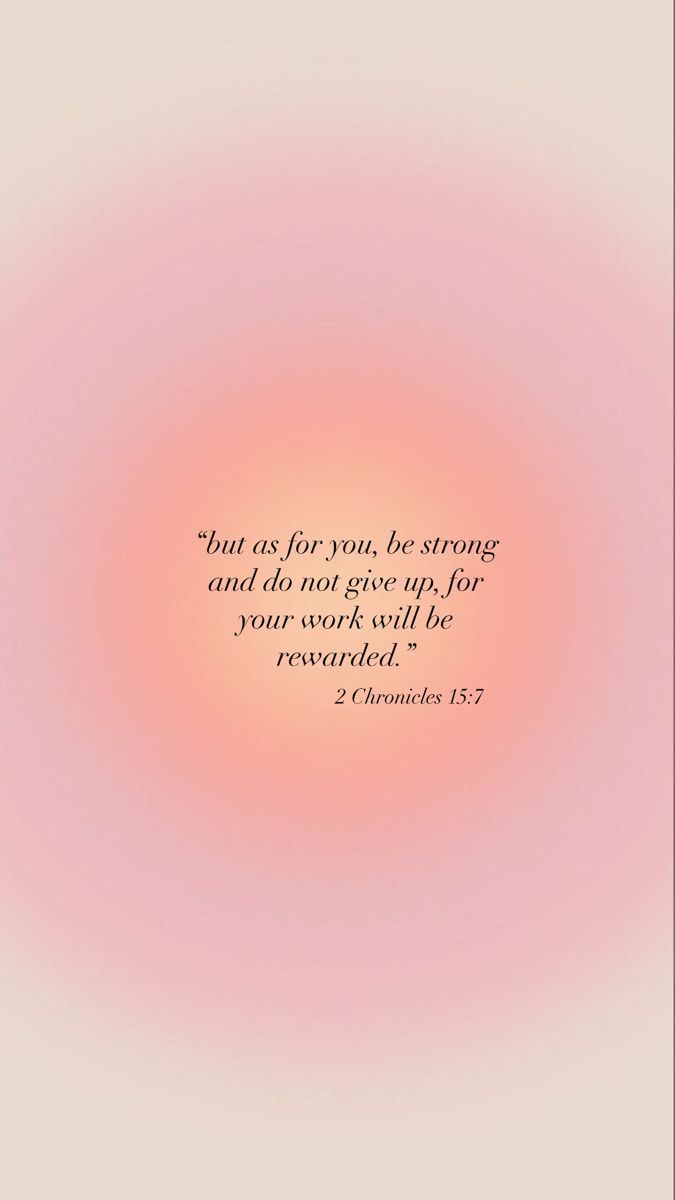 “but as for you, be strong
and do not give up, for
your work will be
rewarded.”
2 Chronicles 15:7